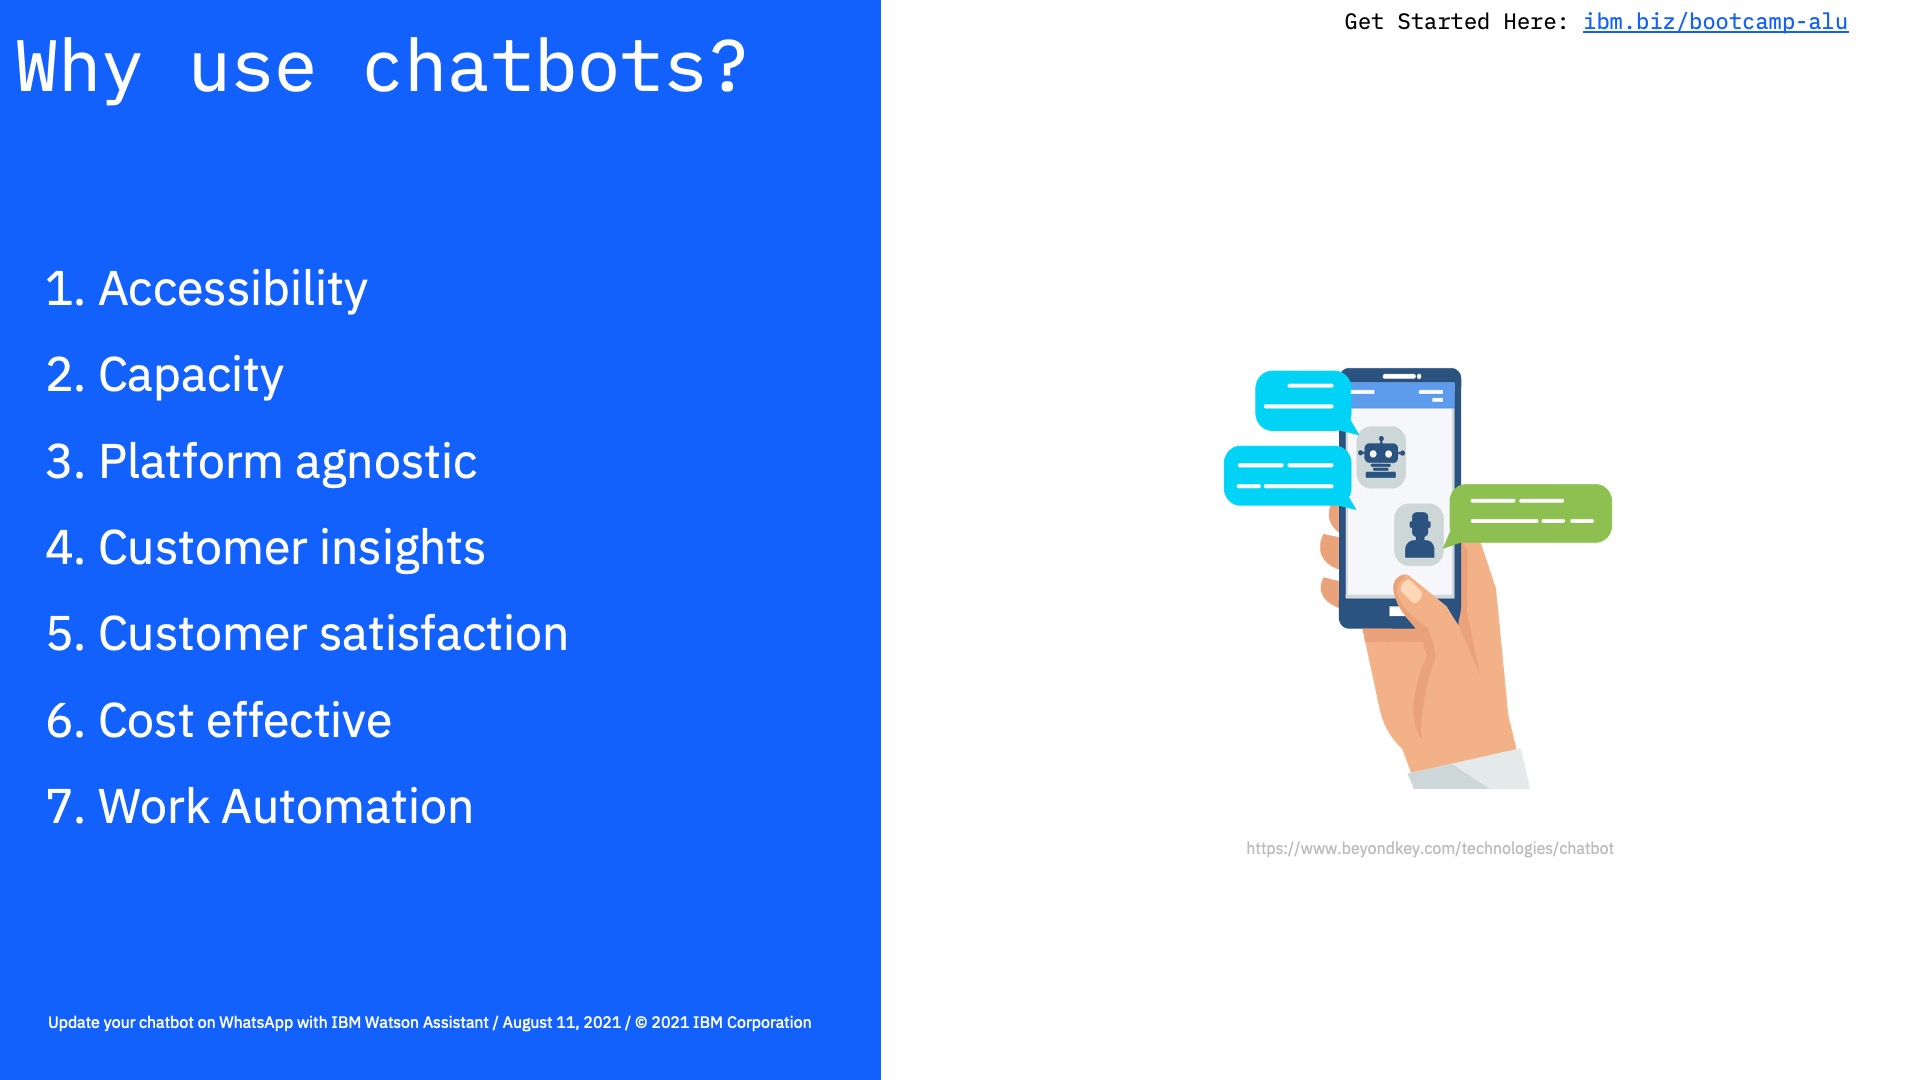 Why use chatbots?
Get Started Here: ibm.biz/bootcamp-alu
1. Accessibility
2. Capacity
3. Platform agnostic
4. Customer insights
5. Customer satisfaction
6. Cost effective
7. Work Automation
https://www.beyondkey.com/technologies/chatbot
Update your chatbot on WhatsApp with IBM Watson Assistant / August 11, 2021 / © 2021 IBM Corporation